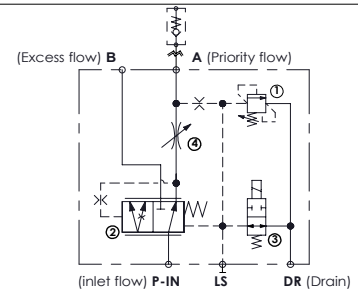 (Excess flow) B A (Priority flow)
1
4
2
3
(inlet flow) P-IN LS DR (Drain)